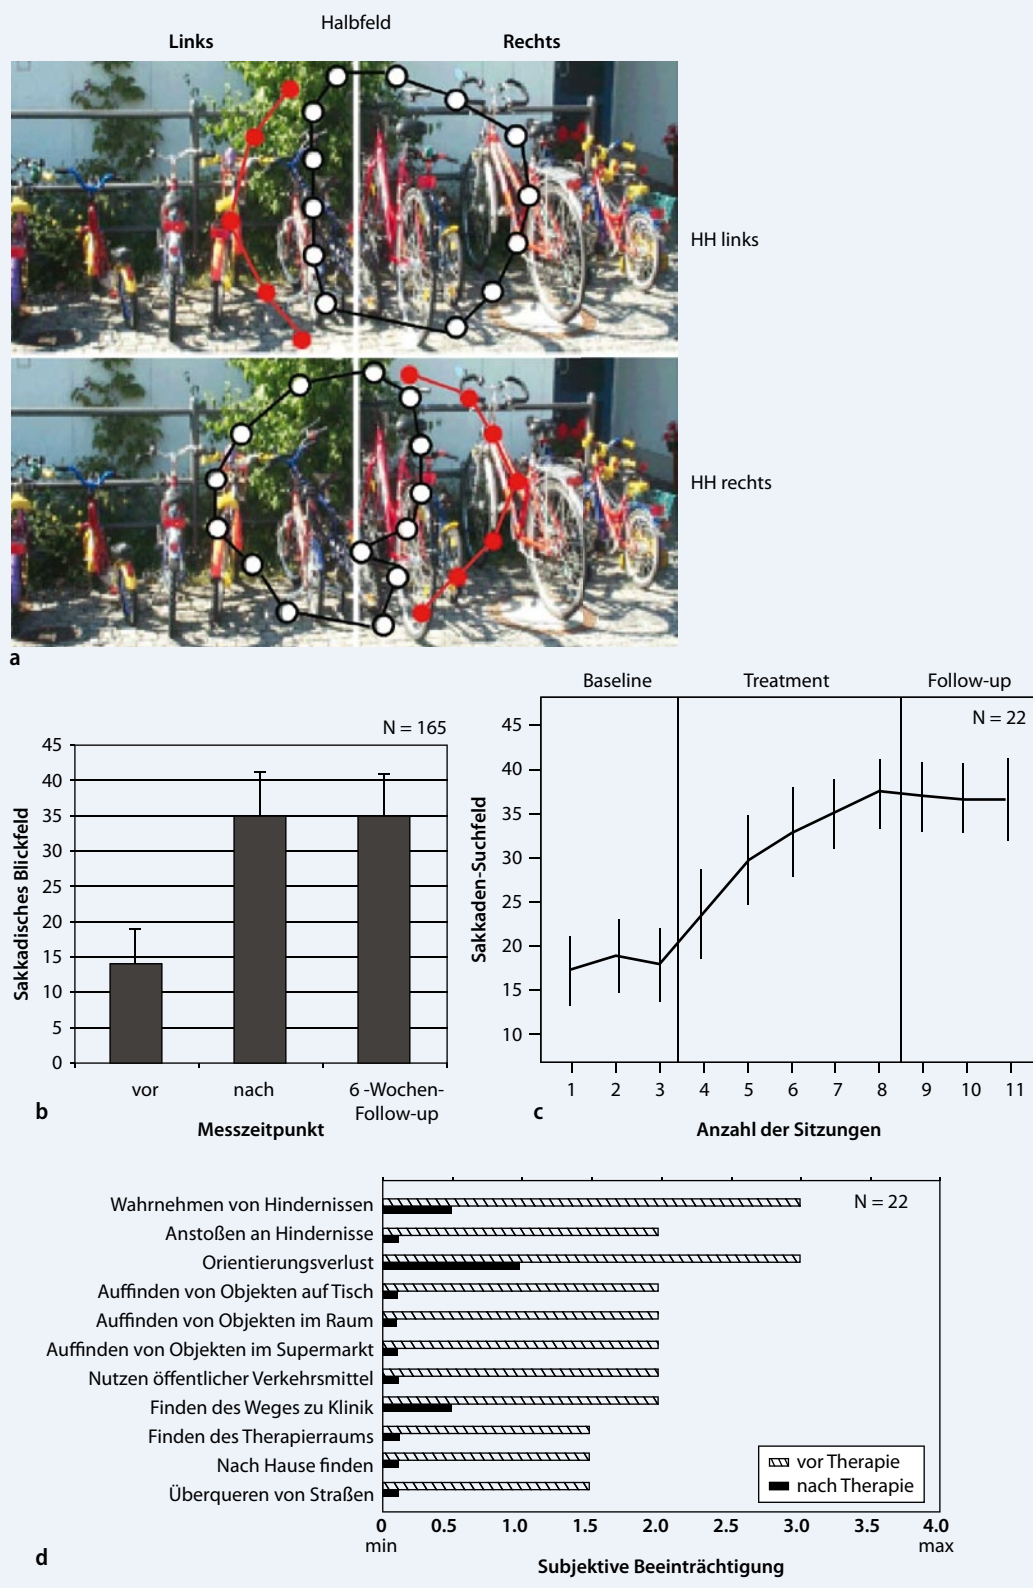 Halbfeld
Links
Rechts
HH links
HH rechts
a
N = 165
45
40
35
30
25
20
15
10
5
0
Sakkadisches Blickfeld
vor
nach
6 -Wochen-
Follow-up
b
Messzeitpunkt
Baseline
Treatment
Follow-up
N = 22
45
40
35
30
25
20
15
10
Sakkaden-Suchfeld
1 2 3 4 5 6 7 8 9 10 11
c
Anzahl der Sitzungen
N = 22
Wahrnehmen von Hindernissen
Anstoßen an Hindernisse
Orientierungsverlust
Auffinden von Objekten auf Tisch
Auffinden von Objekten im Raum
Auffinden von Objekten im Supermarkt
Nutzen öffentlicher Verkehrsmittel
Finden des Weges zu Klinik
Finden des Therapierraums
Nach Hause finden
Überqueren von Straßen
vor Therapie
nach Therapie
0 0.5 1.0 1.5 2.0 2.5 3.0 3.5 4.0
min max
d
Subjektive Beeinträchtigung